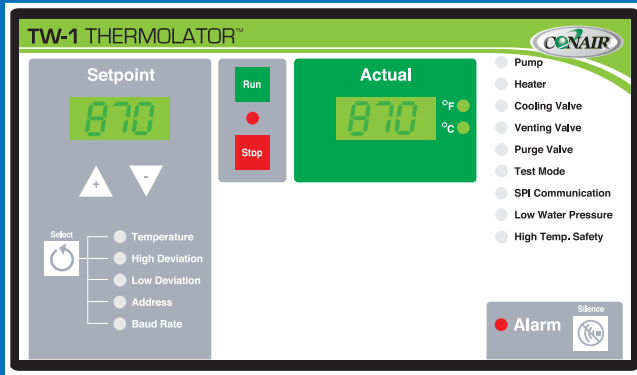 TW-1 THERMOLATOR™
CONAIR
Setpoint
870
+
-
Select
Temperature
High Deviation
Low Deviation
Address
Baud Rate
Run
Stop
Actual
870
°F
°C
Pump
Heater
Cooling Valve
Venting Valve
Purge Valve
Test Mode
SPI Communication
Low Water Pressure
High Temp. Safety
Alarm
Silence